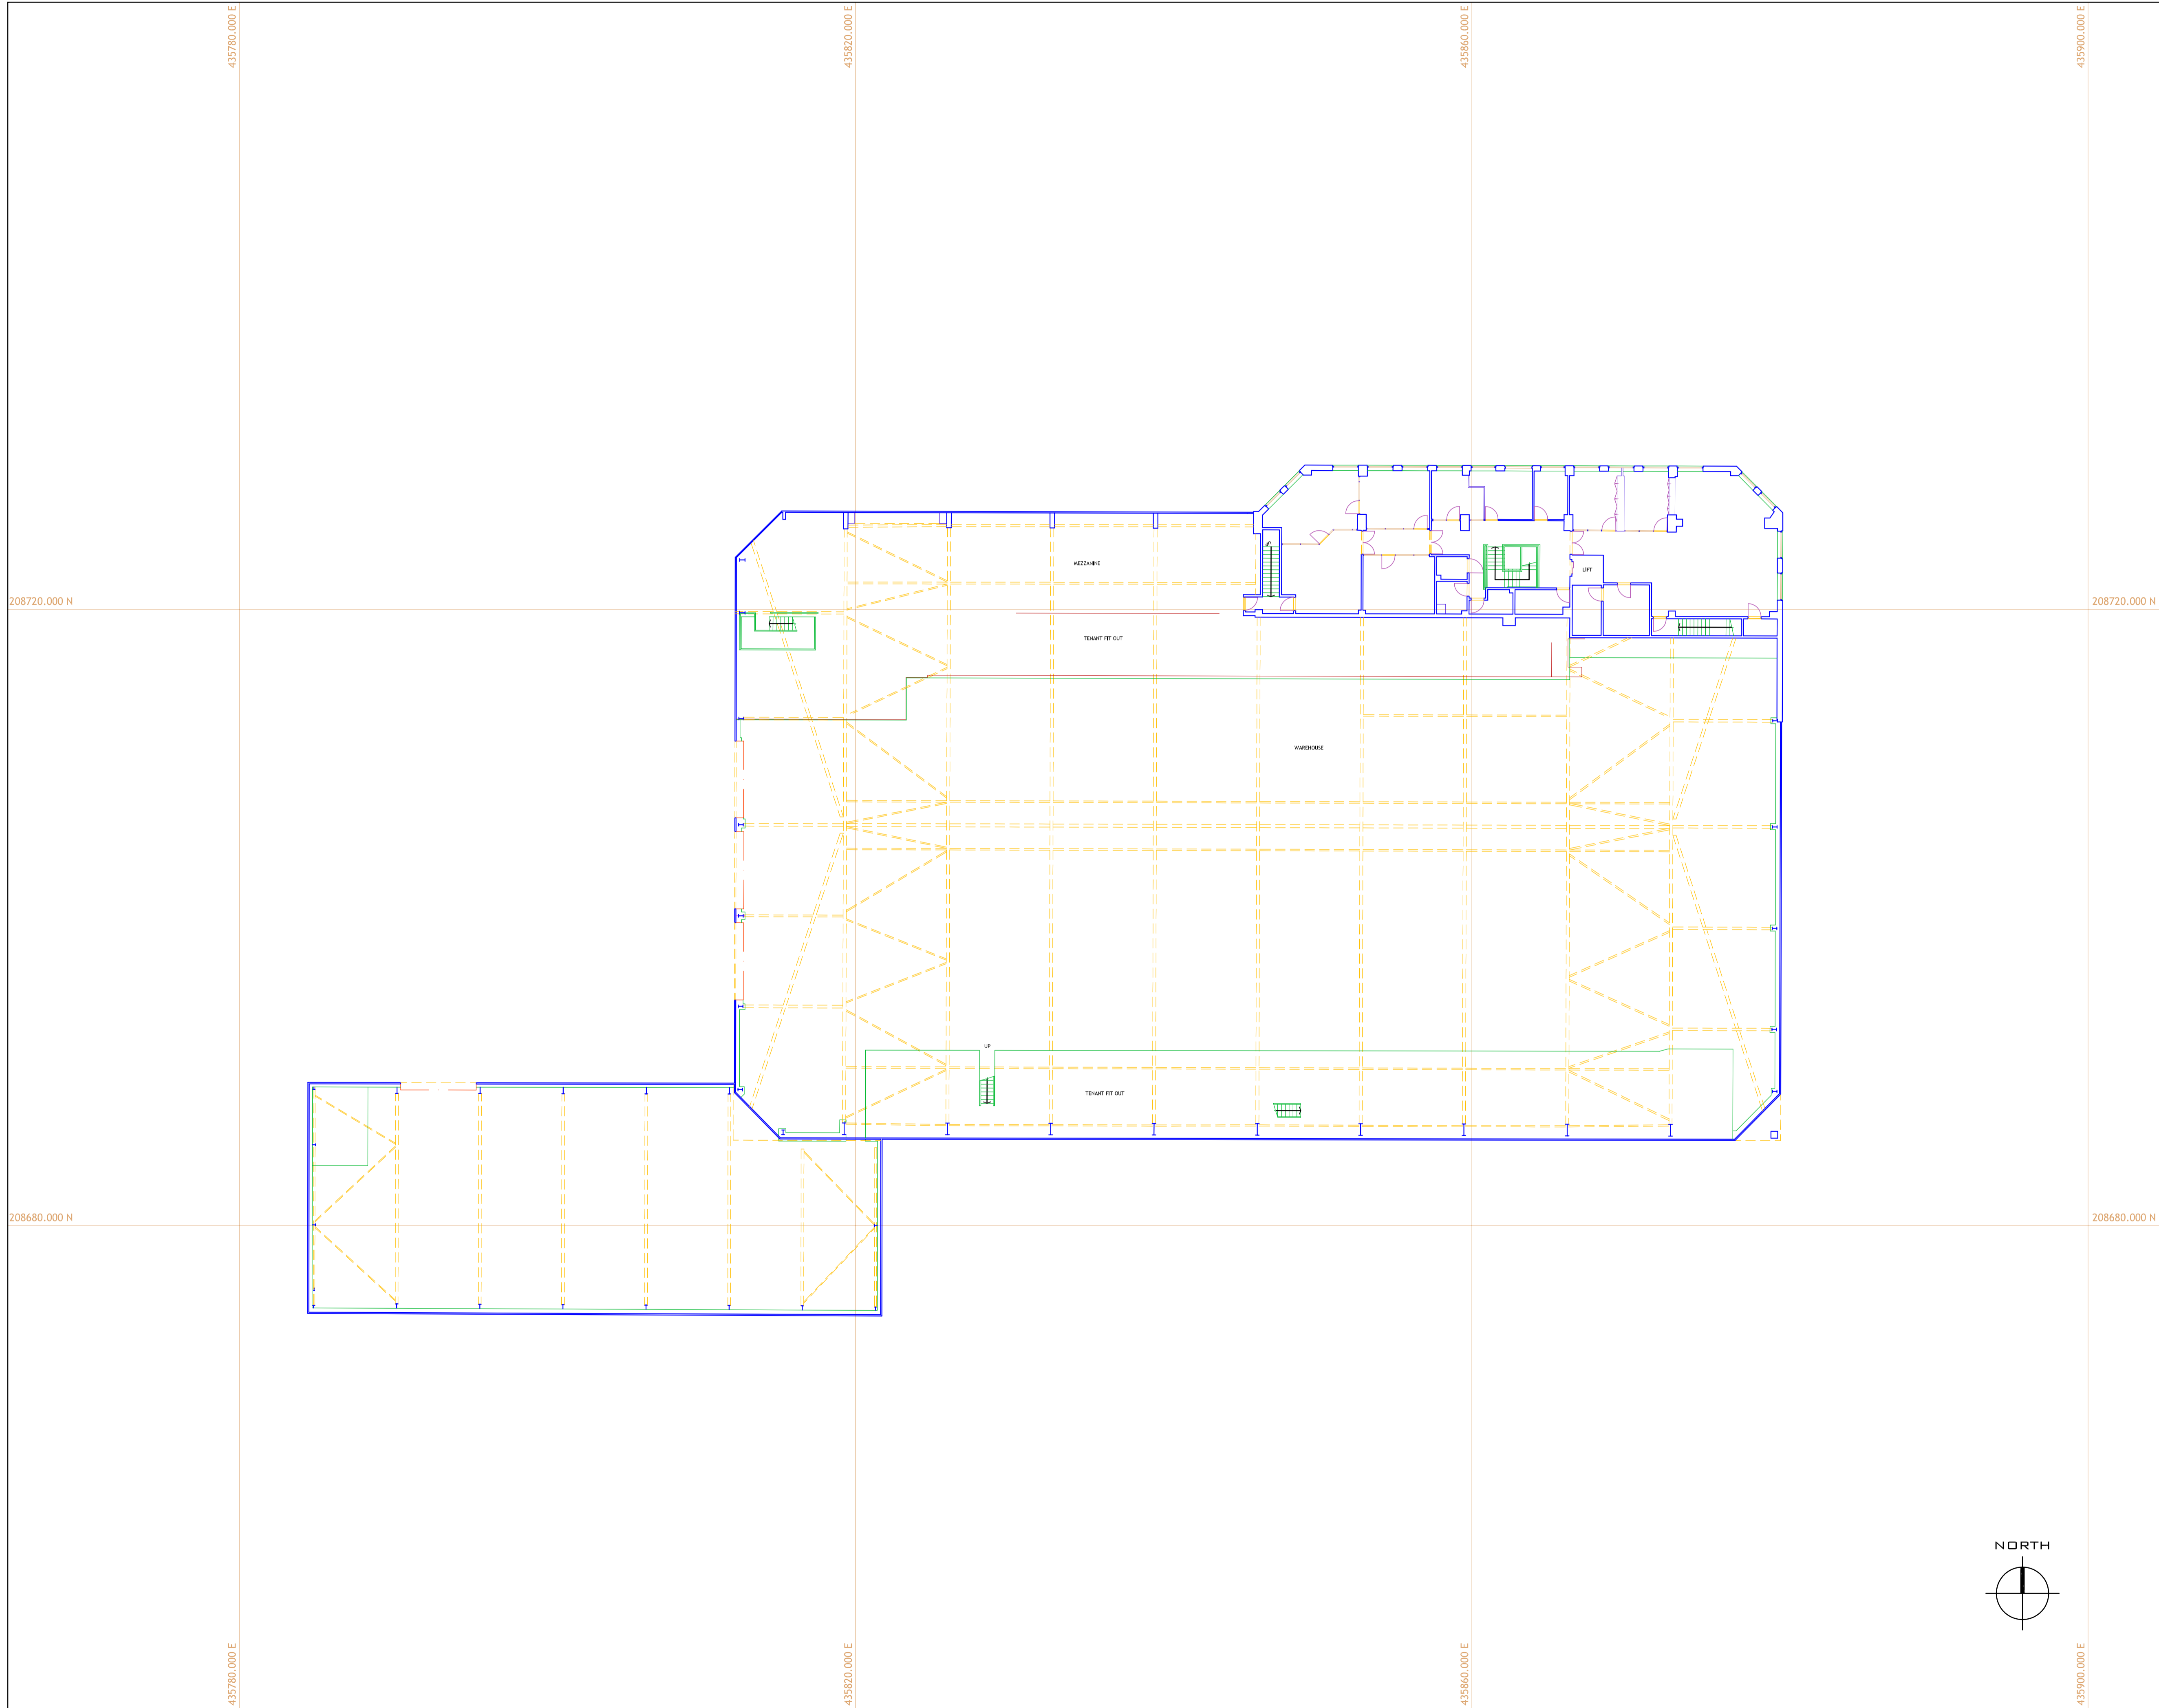 435780.000 E
435820.000 E
435860.000 E
435900.000 E
UP
MEZZANINE
LIFT
208720.000 N
208720.000 N
TENANT FIT OUT
WAREHOUSE
UP
TENANT FIT OUT
208680.000 N
208680.000 N
NORTH
435780.000 E
435820.000 E
435860.000 E
435900.000 E